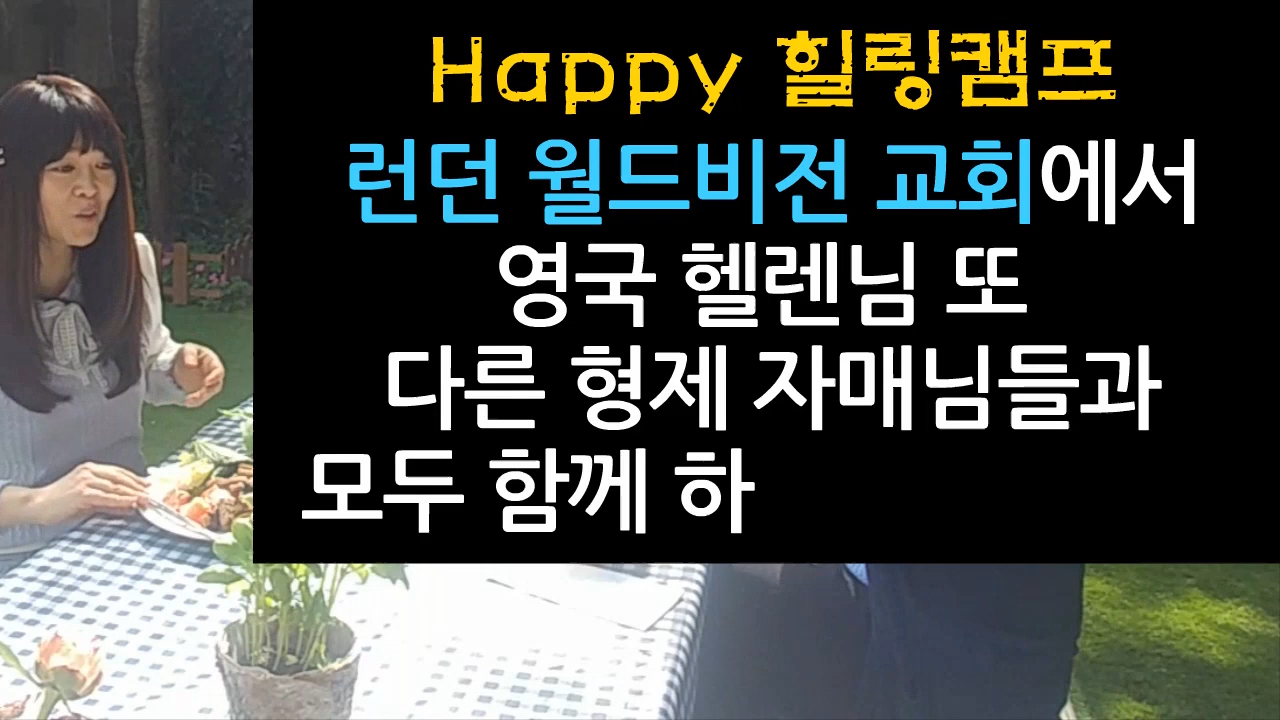 Happy 힐링캠프
런던 월드비전 교회에서
영국 헬렌님 또
다른 형제 자매님들과
모두 함께 하